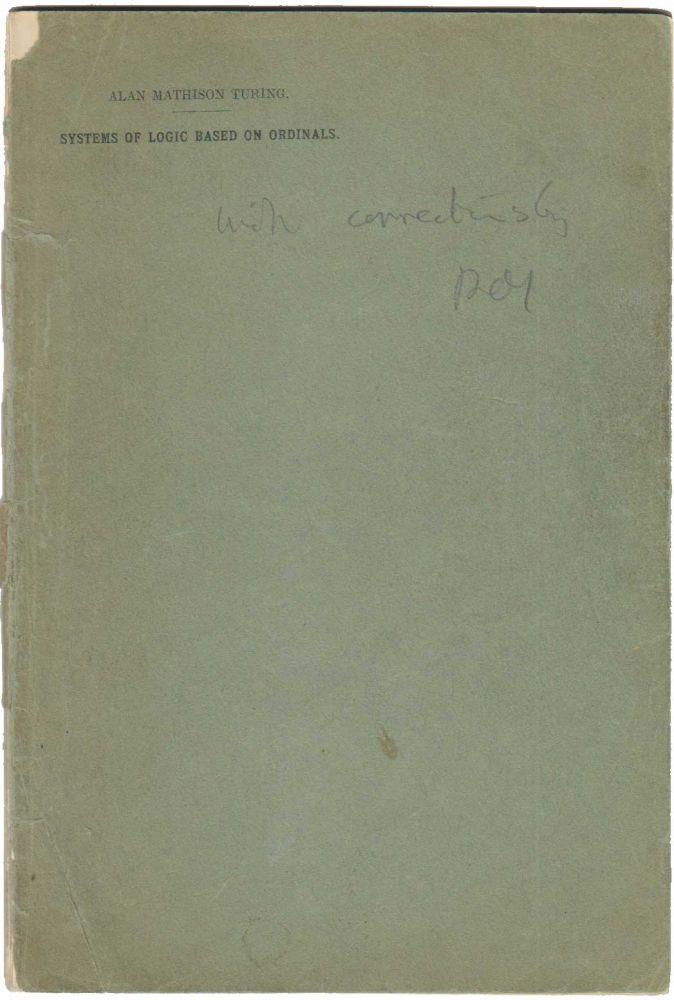 ALAN MATHISON TURING.
SYSTEMS OF LOGIC BASED ON ORDINALS.
with corrections by